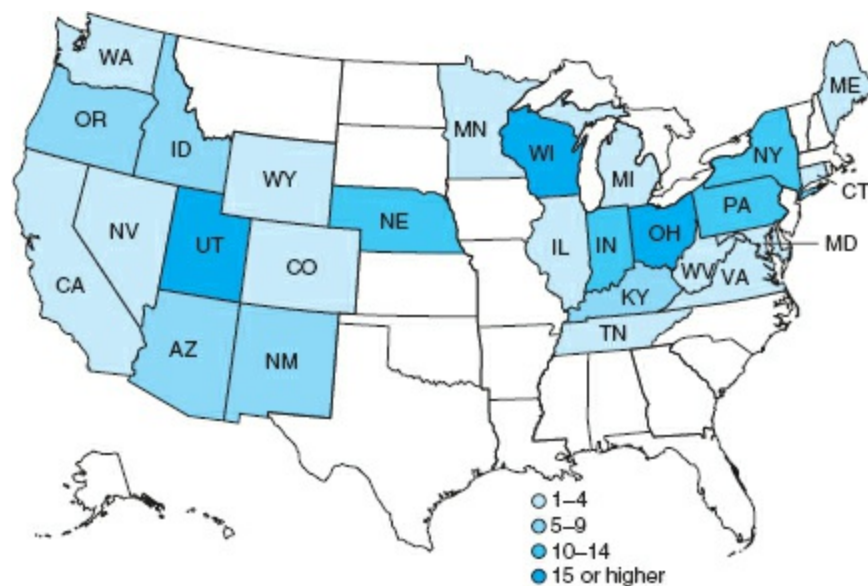 WA
ME
OR
MN
ID
WI
NY
WY
MI
CT
PA
NE
NV
IL
IN
OH
MD
UT
CO
WV
VA
CA
KY
TN
AZ
NM
1–4
5–9
10–14
15 or higher